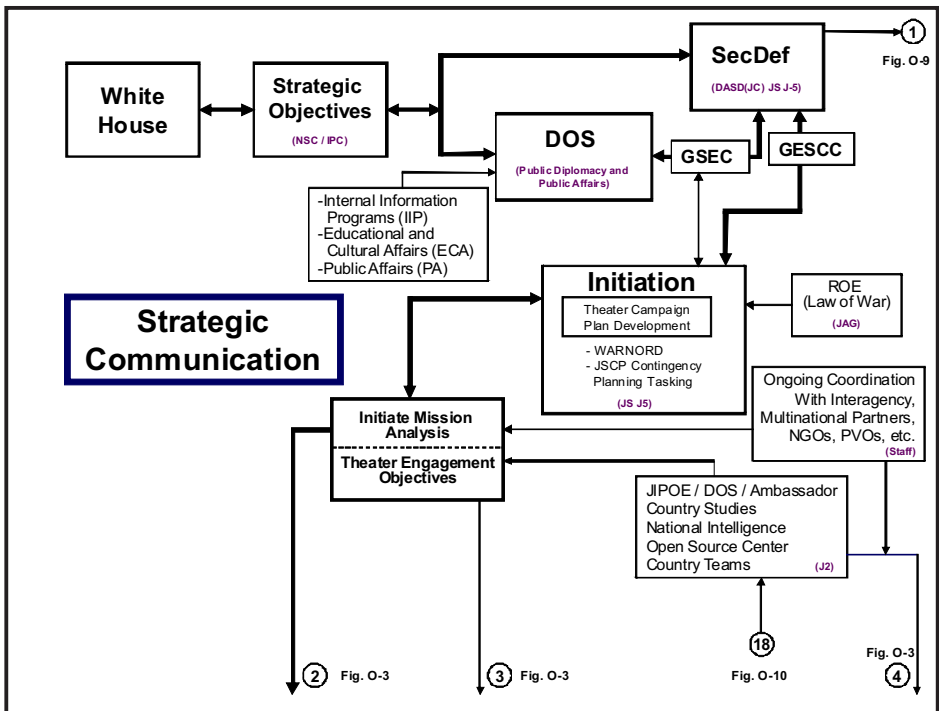 White
House
Strategic
Objectives
(NSC / IPC)
SecDef
(DASD(JC) JS J-5)
1
Fig. O-9
DOS
(Public Diplomacy and
Public Affairs)
GSEC
GESCC
-Internal Information
Programs (IIP)
-Educational and
Cultural Affairs (ECA)
-Public Affairs (PA)
Strategic
Communication
Initiation
Theater Campaign
Plan Development
- WARNORD
- JSCP Contingency
Planning Tasking
(JS J5)
ROE
(Law of War)
(JAG)
Ongoing Coordination
With Interagency,
Multinational Partners,
NGOs, PVOs, etc.
(Staff)
Initiate Mission
Analysis
Theater Engagement
Objectives
JIPOE / DOS / Ambassador
Country Studies
National Intelligence
Open Source Center
Country Teams
(J2)
2 Fig. O-3
3 Fig. O-3
18
Fig. O-10
Fig. O-3
4